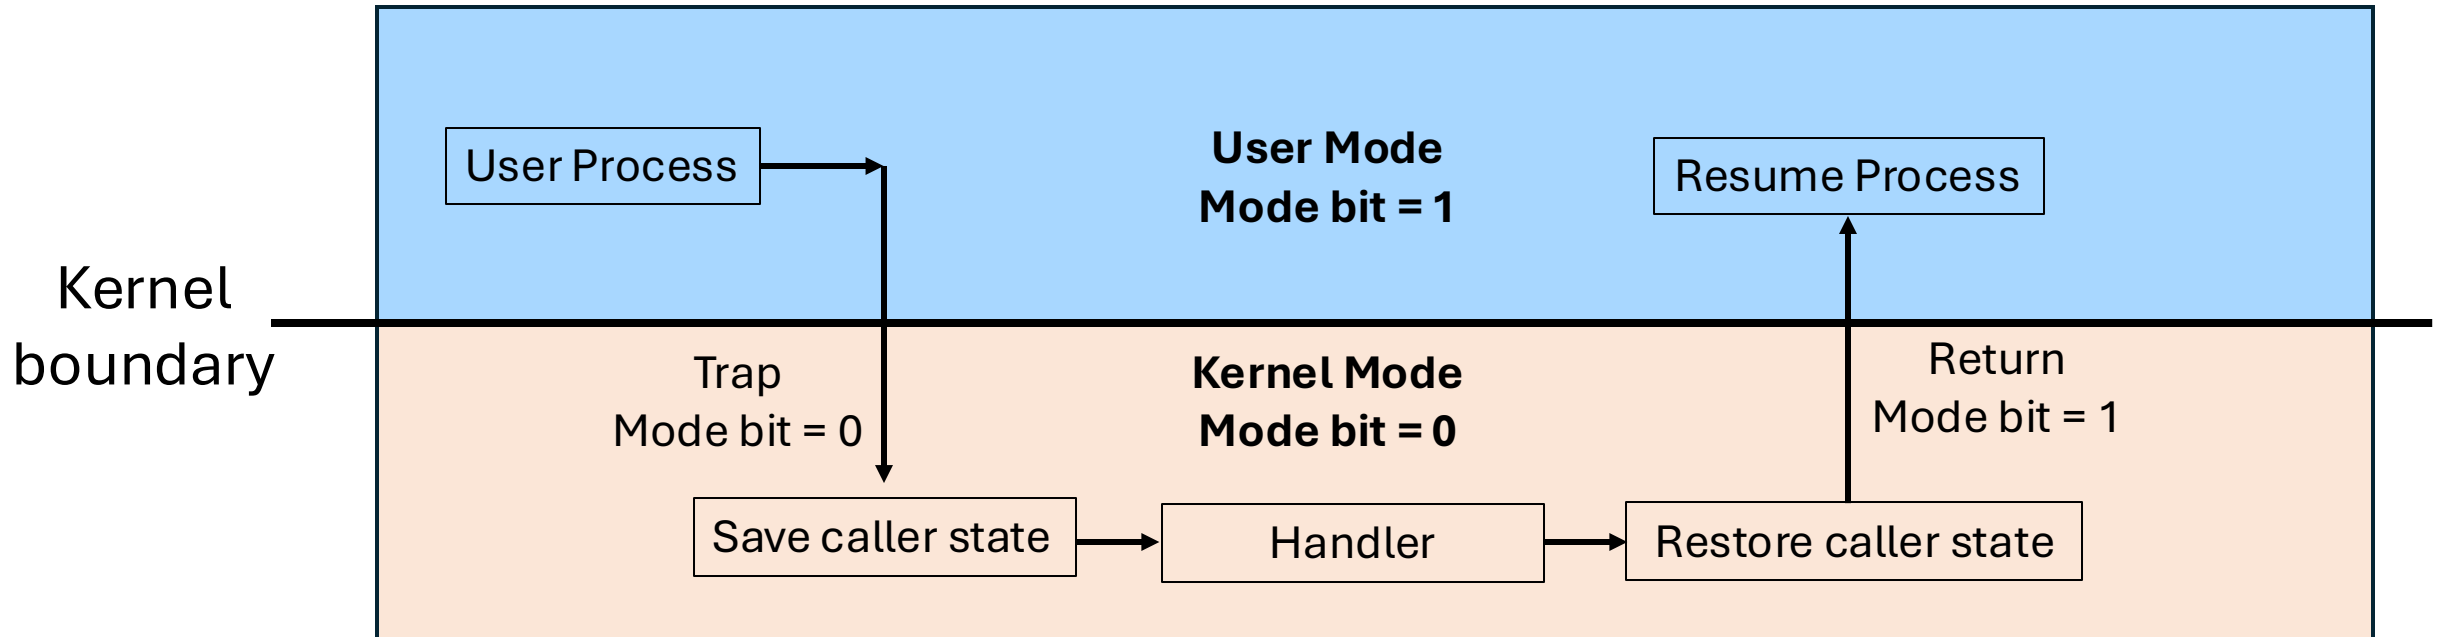 User Process
User Mode
Mode bit = 1
Resume Process
Kernel
boundary
Trap
Mode bit = 0
Kernel Mode
Mode bit = 0
Return
Mode bit = 1
Save caller state
Handler
Restore caller state